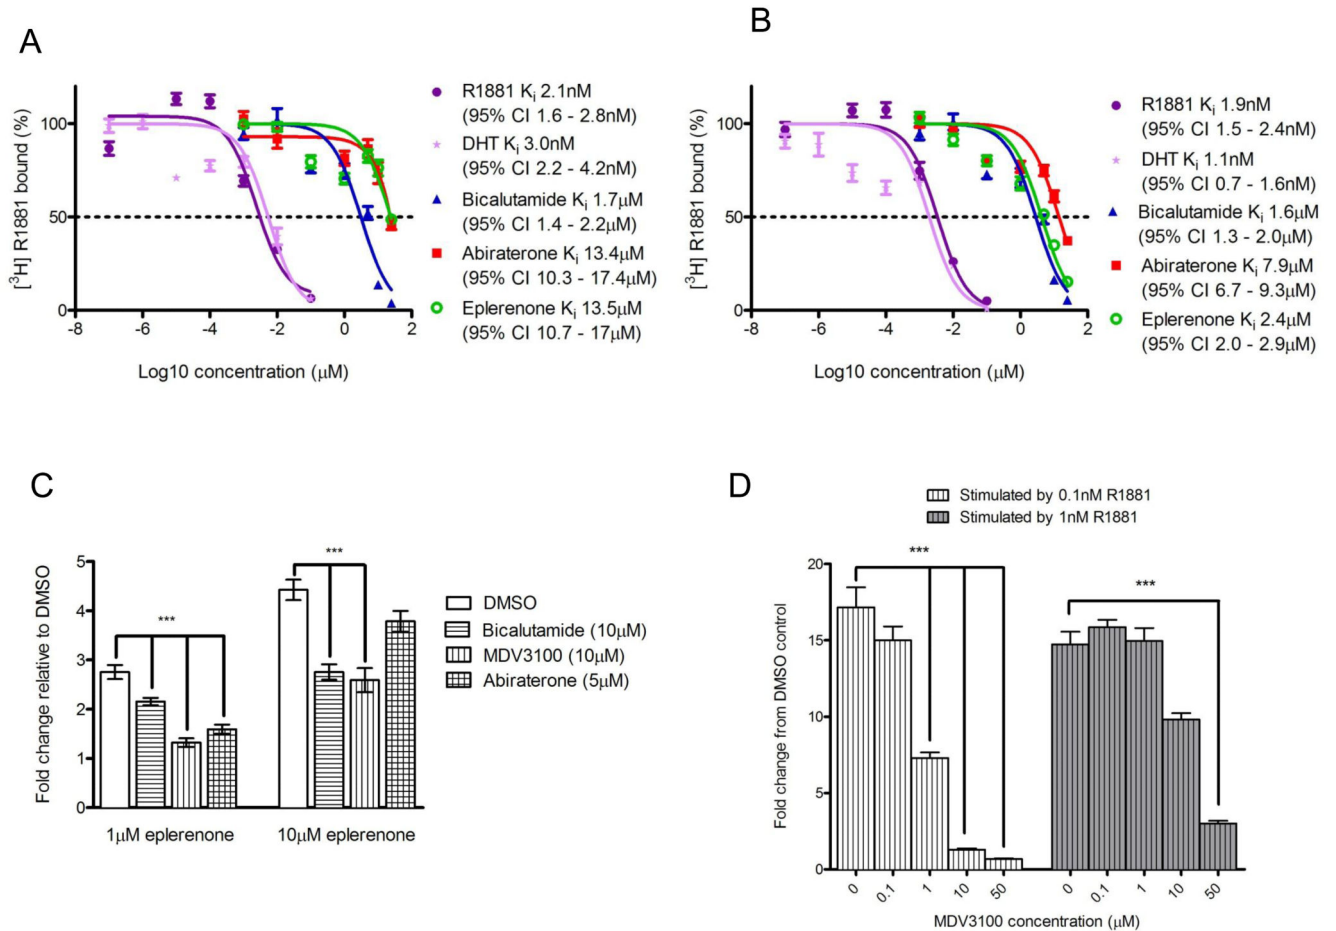 A
[³H] R1881 bound (%)
100
50
0
-8 -6 -4 -2 0 2
Log10 concentration (μM)
R1881 Ki 2.1nM
(95% CI 1.6 - 2.8nM)
DHT Ki 3.0nM
(95% CI 2.2 - 4.2nM)
Bicalutamide Ki 1.7μM
(95% CI 1.4 - 2.2μM)
Abiraterone Ki 13.4μM
(95% CI 10.3 - 17.4μM)
Eplerenone Ki 13.5μM
(95% CI 10.7 - 17μM)
B
[³H] R1881 bound (%)
100
50
0
-8 -6 -4 -2 0 2
Log10 concentration (μM)
R1881 Ki 1.9nM
(95% CI 1.5 - 2.4nM)
DHT Ki 1.1nM
(95% CI 0.7 - 1.6nM)
Bicalutamide Ki 1.6μM
(95% CI 1.3 - 2.0μM)
Abiraterone Ki 7.9μM
(95% CI 6.7 - 9.3μM)
Eplerenone Ki 2.4μM
(95% CI 2.0 - 2.9μM)
C
Fold change relative to DMSO
5
4
3
2
1
0
***
***
1μM eplerenone 10μM eplerenone
DMSO
Bicalutamide (10μM)
MDV3100 (10μM)
Abiraterone (5μM)
D
Stimulated by 0.1nM R1881
Stimulated by 1nM R1881
Fold change from DMSO control
20
15
10
5
0
***
***
0 0.1 1 10 50 0 0.1 1 10 50
MDV3100 concentration (μM)